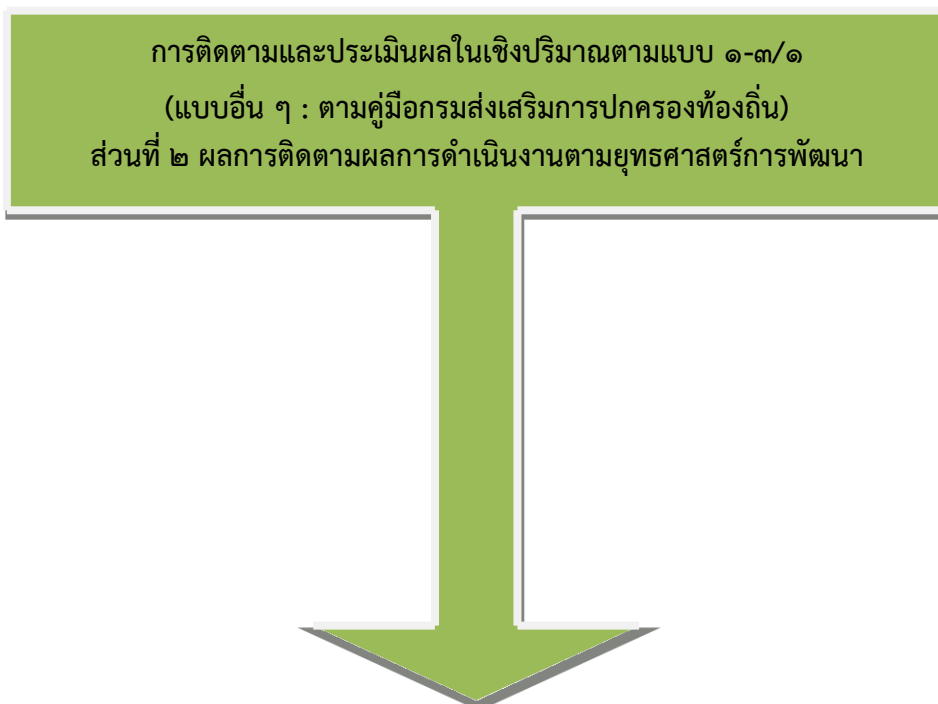 การติดตามและประเมินผลในเชิงปริมาณตามแบบ ๑-๓/๑
(แบบอื่น ๆ : ตามคู่มือกรมส่งเสริมการปกครองท้องถิ่น)
ส่วนที่ ๒ ผลการติดตามผลการดำเนินงานตามยุทธศาสตร์การพัฒนา